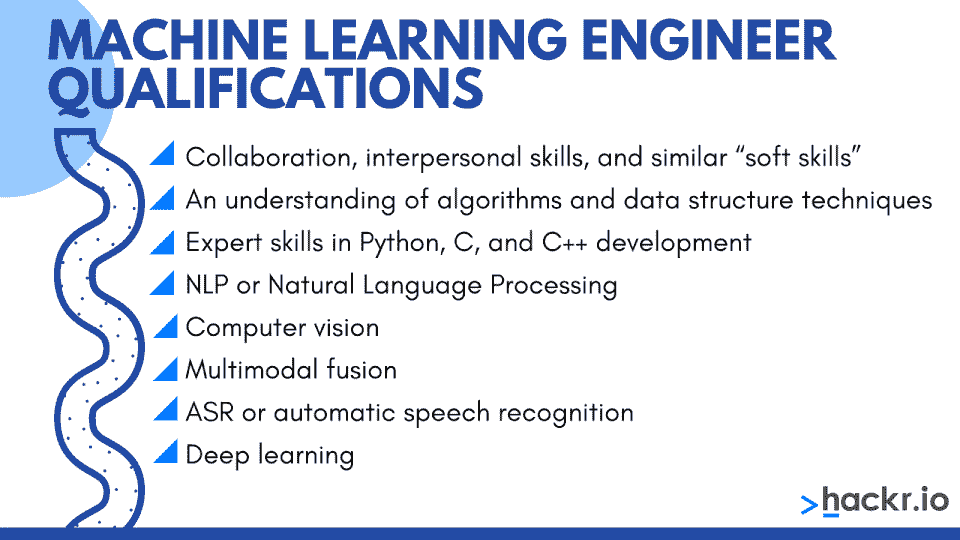 MACHINE LEARNING ENGINEER
QUALIFICATIONS
Collaboration, interpersonal skills, and similar “soft skills”
An understanding of algorithms and data structure techniques
Expert skills in Python, C, and C++ development
NLP or Natural Language Processing
Computer vision
Multimodal fusion
ASR or automatic speech recognition
Deep learning
hackr.io